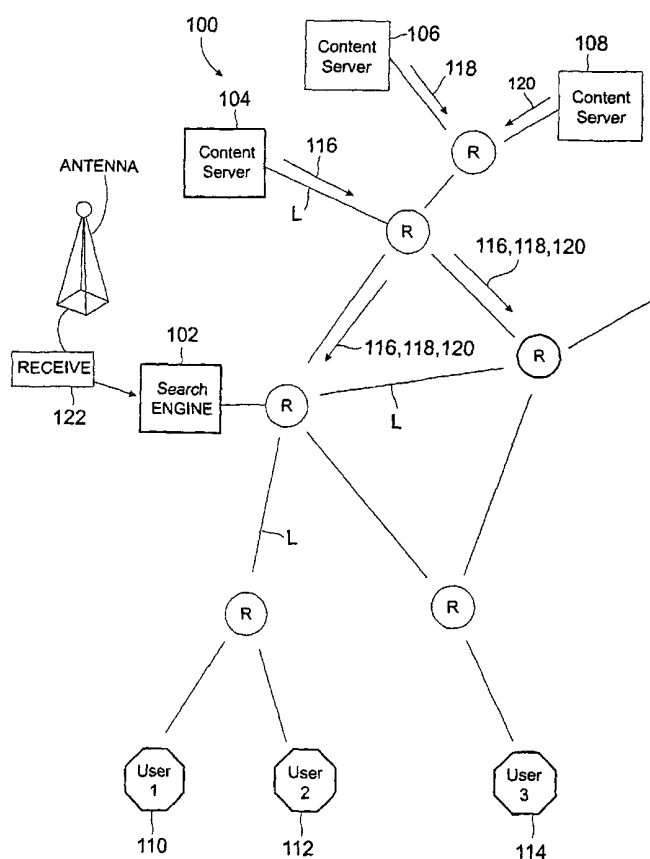 100
106
Content
Server
118
108
120
Content
Server
R
104
Content
Server
116
L
R
ANTENNA
116,118,120
116,118,120
R
102
RECEIVE
122
Search
ENGINE
R
L
L
R
R
User
1
110
User
2
112
User
3
114